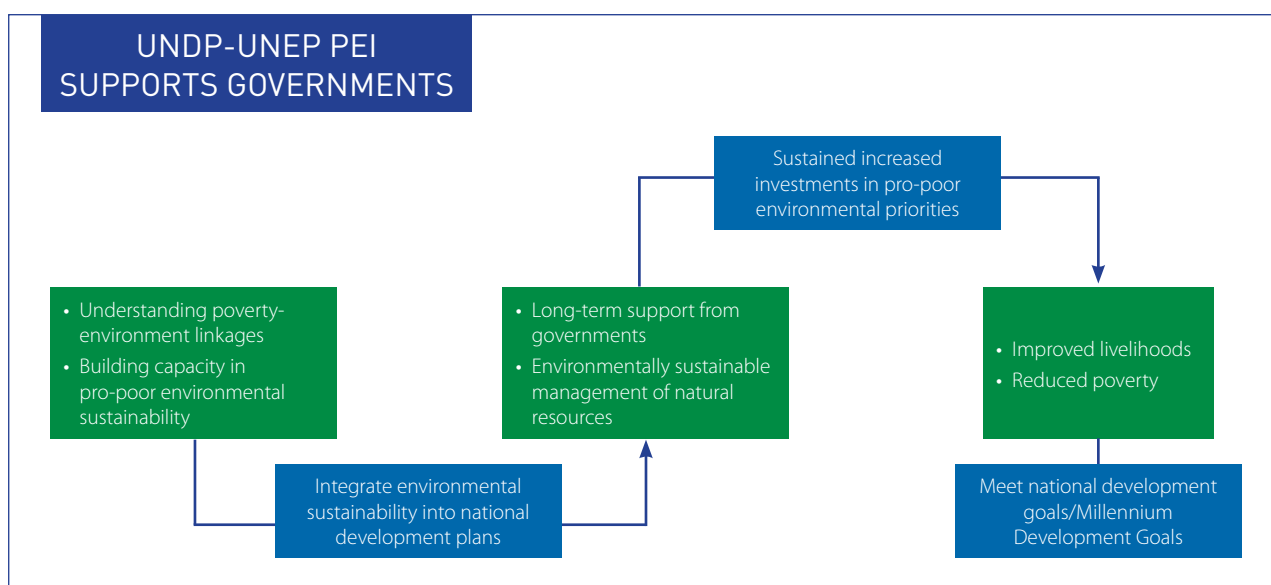 UNDP-UNEP PEI
SUPPORTS GOVERNMENTS
• Understanding poverty-
environment linkages
• Building capacity in
pro-poor environmental
sustainability
Integrate environmental
sustainability into national
development plans
• Long-term support from
governments
• Environmentally sustainable
management of natural
resources
Sustained increased
investments in pro-poor
environmental priorities
• Improved livelihoods
• Reduced poverty
Meet national development
goals/Millennium
Development Goals